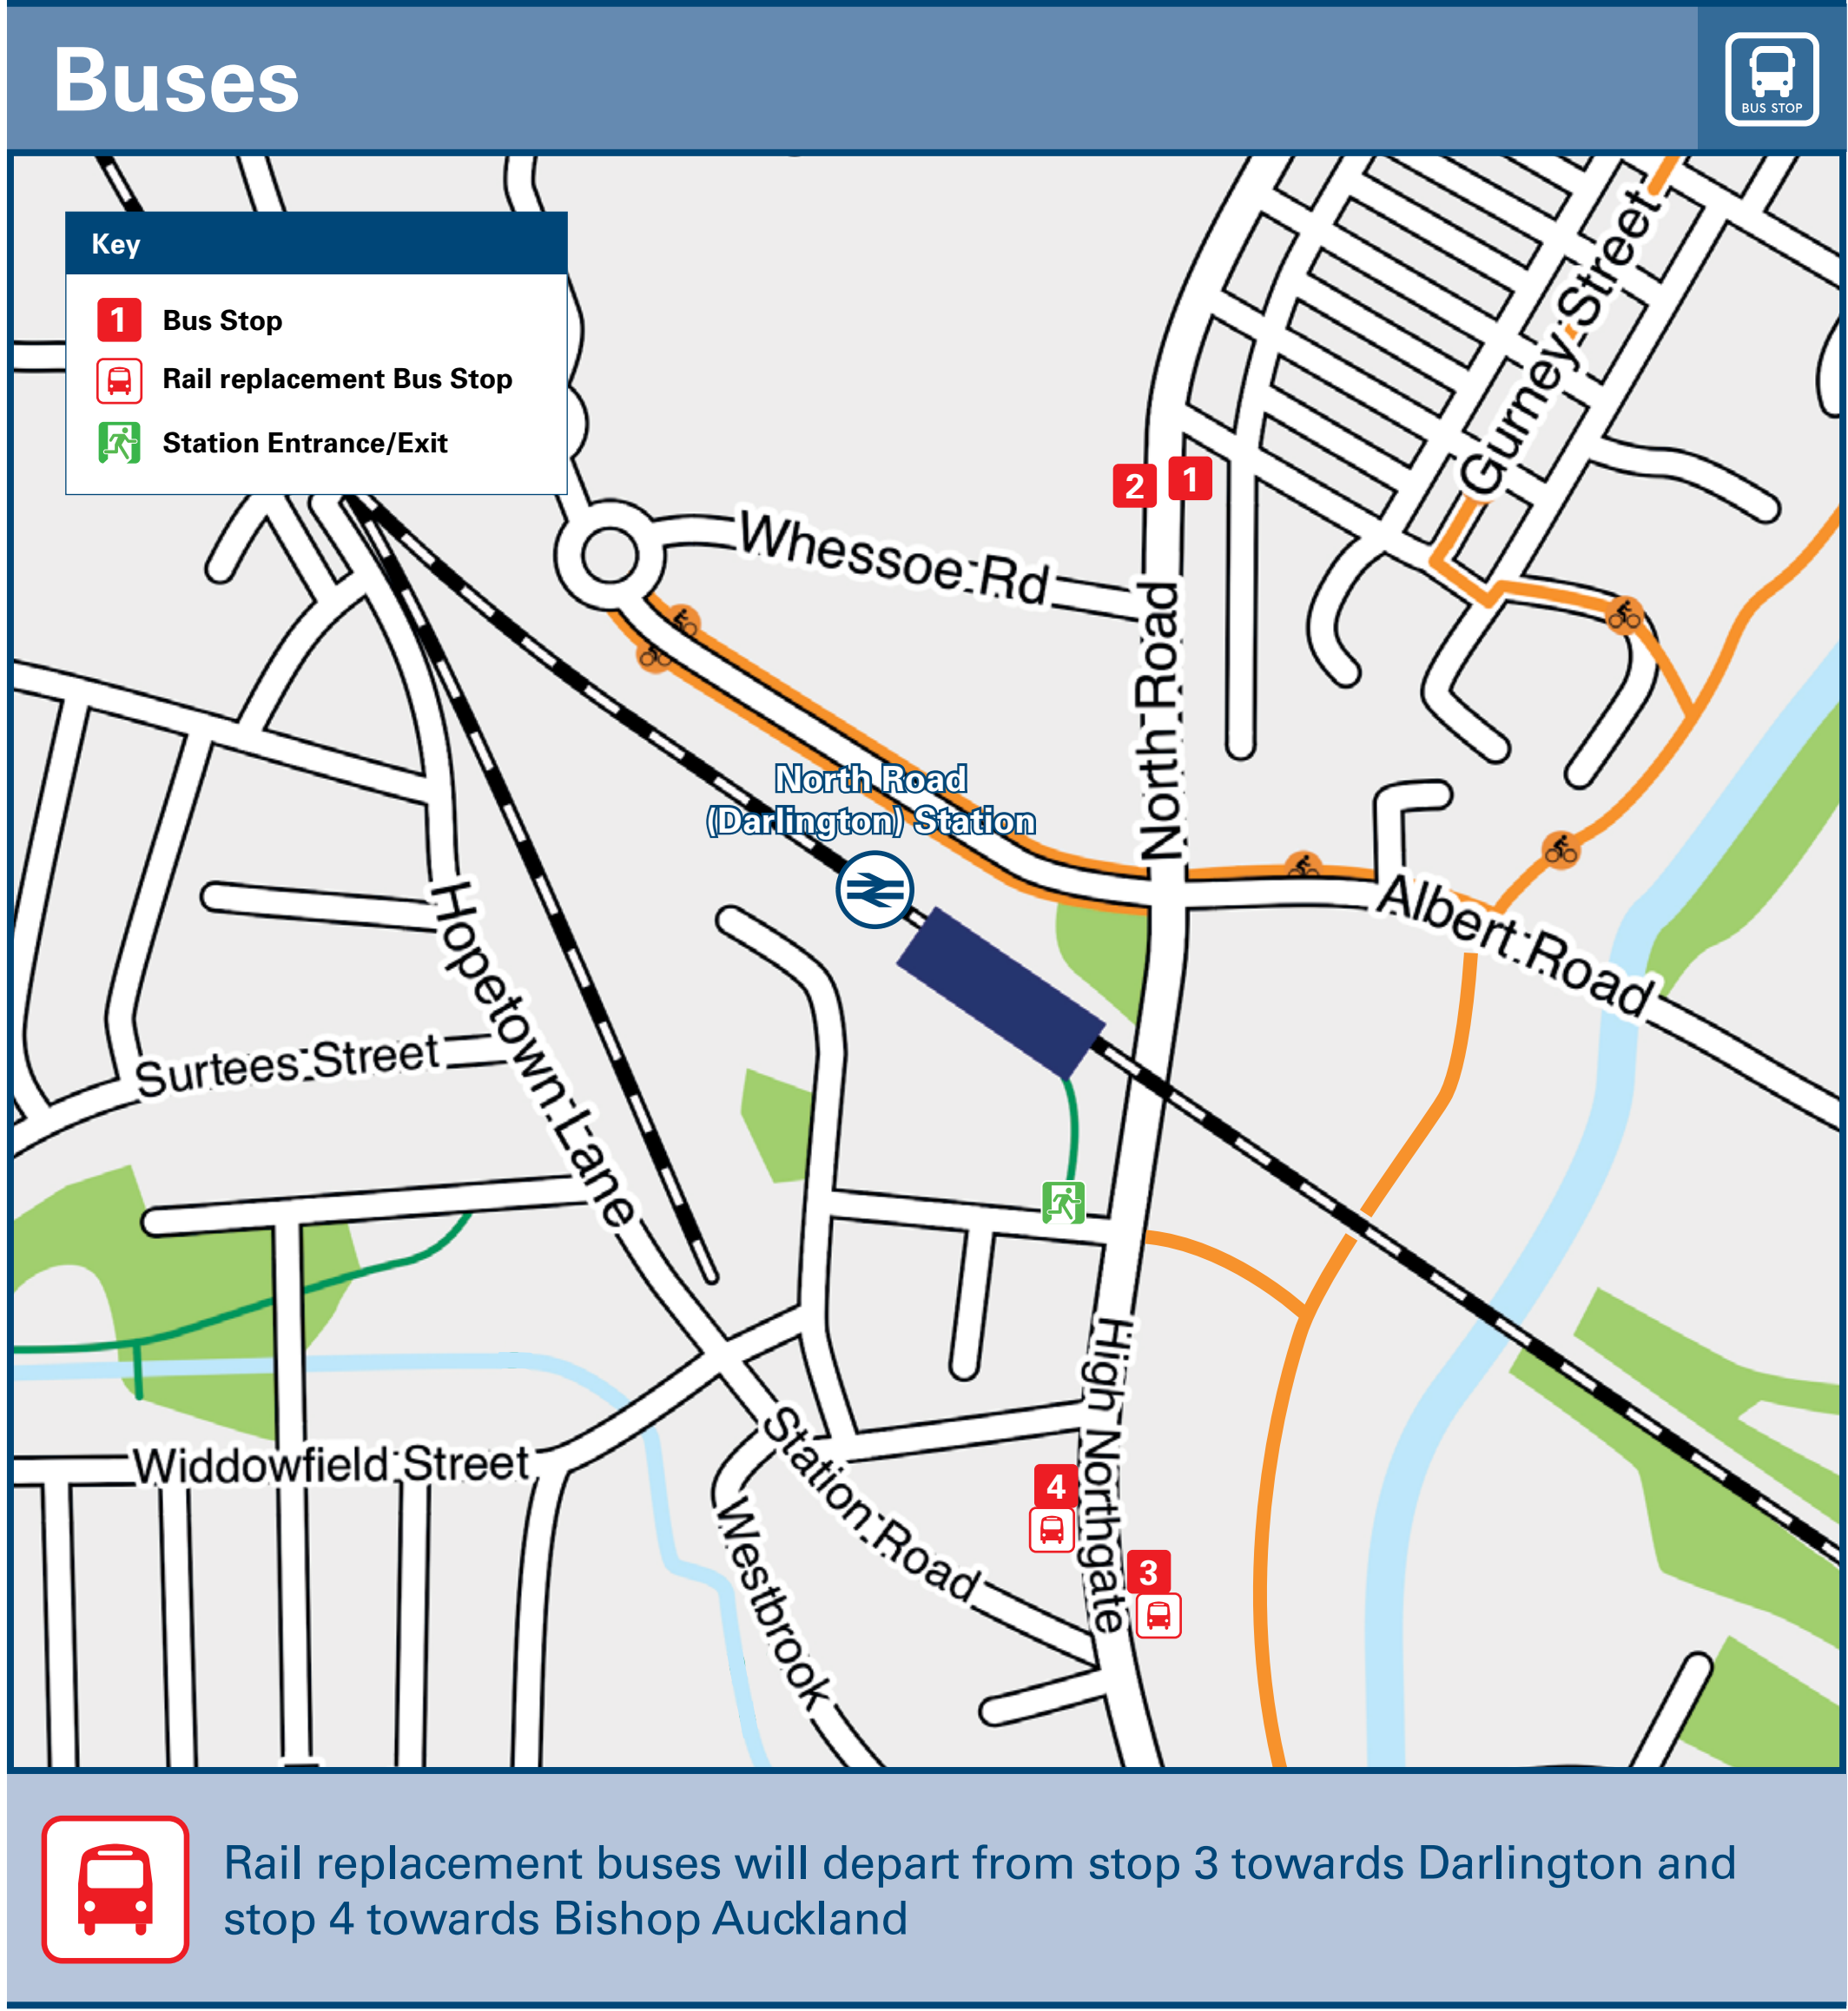 Buses
BUS STOP
Key
1 Bus Stop
Rail replacement Bus Stop
Station Entrance/Exit
Gurney Street
2
1
Whessoe Rd
North Road
North Road
(Darlington) Station
Albert Road
Hopetown Lane
Surtees Street
High Northgate
Widdowfield Street
Station Road
4
3
Westbrook
Rail replacement buses will depart from stop 3 towards Darlington and
stop 4 towards Bishop Auckland